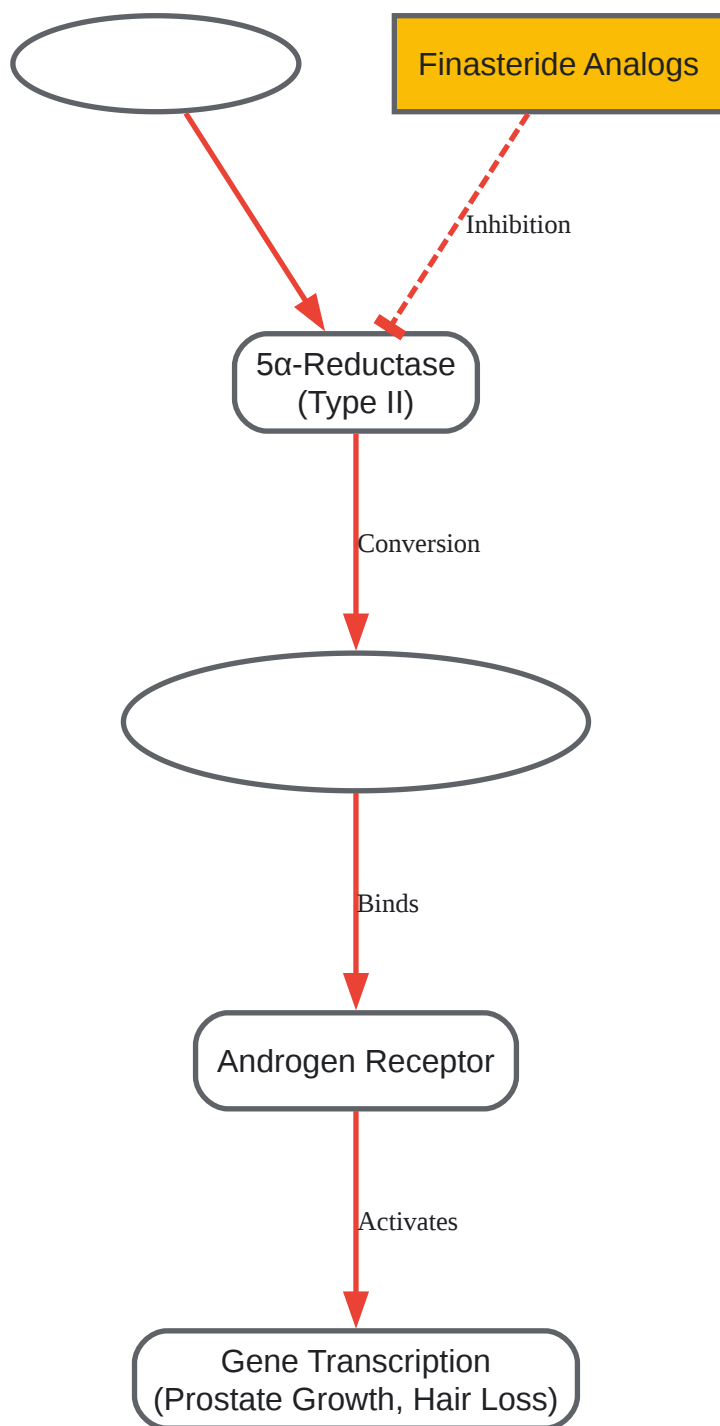 Finasteride Analogs
Inhibition
5α-Reductase
(Type II)
Conversion
Binds
Androgen Receptor
Activates
Gene Transcription
(Prostate Growth, Hair Loss)